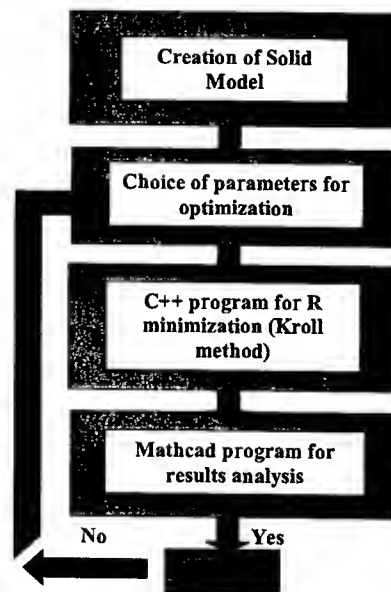 Creation of Solid
Model
Choice of parameters for
optimization
C++ program for R
minimization (Kroll
method)
Mathcad program for
results analysis
No
Yes